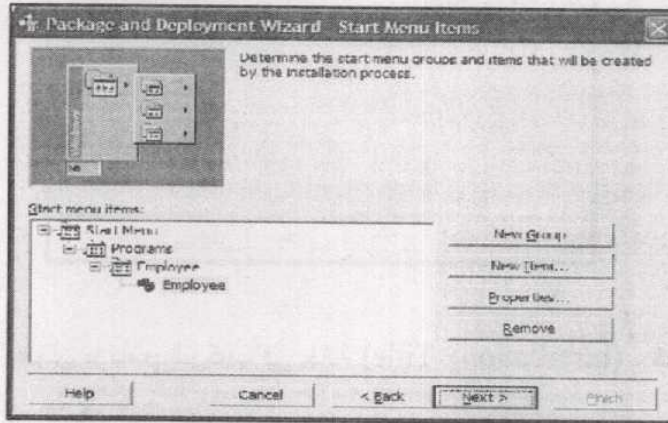 Package and Deployment Wizard Start Menu Items
Determine the start menu groups and items that will be created
by the installation process.
Start menu items:
Start Menu
Programs
Employee
Employee
New Group
New Item...
Properties...
Remove
Help
Cancel
< Back
Next >
Finish